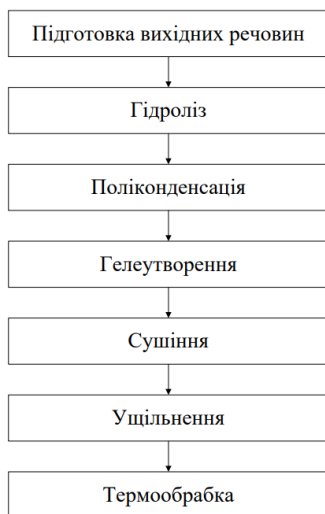 Підготовка вихідних речовин
Гідроліз
Поліконденсація
Гелеутворення
Сушіння
Ущільнення
Термообрабка